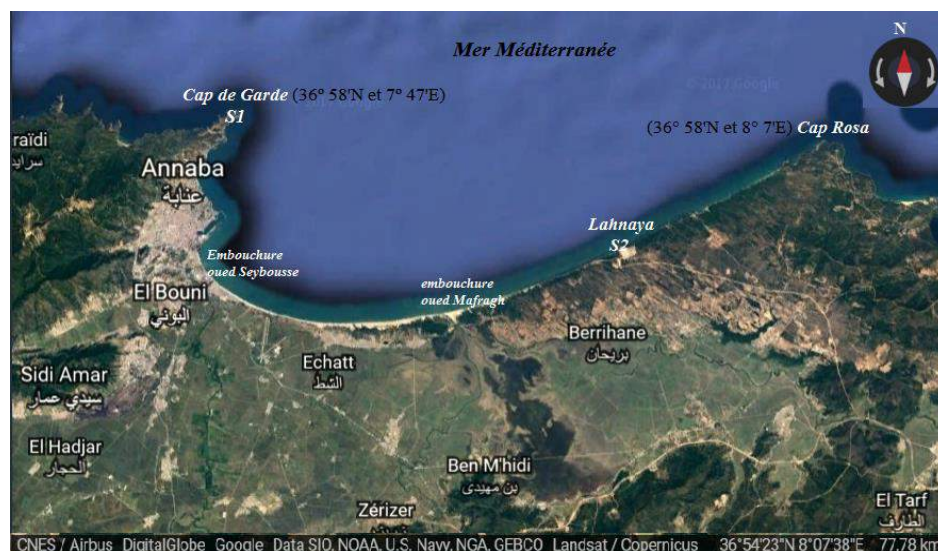 N
Mer Méditerranée
© 2017 Google
Cap de Garde (36° 58'N et 7° 47'E)
S1
(36° 58'N et 8° 7'E) Cap Rosa
raïdi
سرايد
Annaba
عنابة
Lahnaya
S2
Embouchure
oued Seybousse
embouchure
oued Mafragh
El Bouni
البوني
Berrihane
بريحان
Echatt
الشط
Sidi Amar
سيدي عمار
El Hadjar
الحجار
Ben M'hidi
بن مهيدي
Zérizer
El Tarf
الطارف
CNES / Airbus DigitalGlobe Google Data SIO, NOAA, U.S. Navy, NGA, GEBCO Landsat / Copernicus 36°54'23"N 8°07'38"E 77.78 km